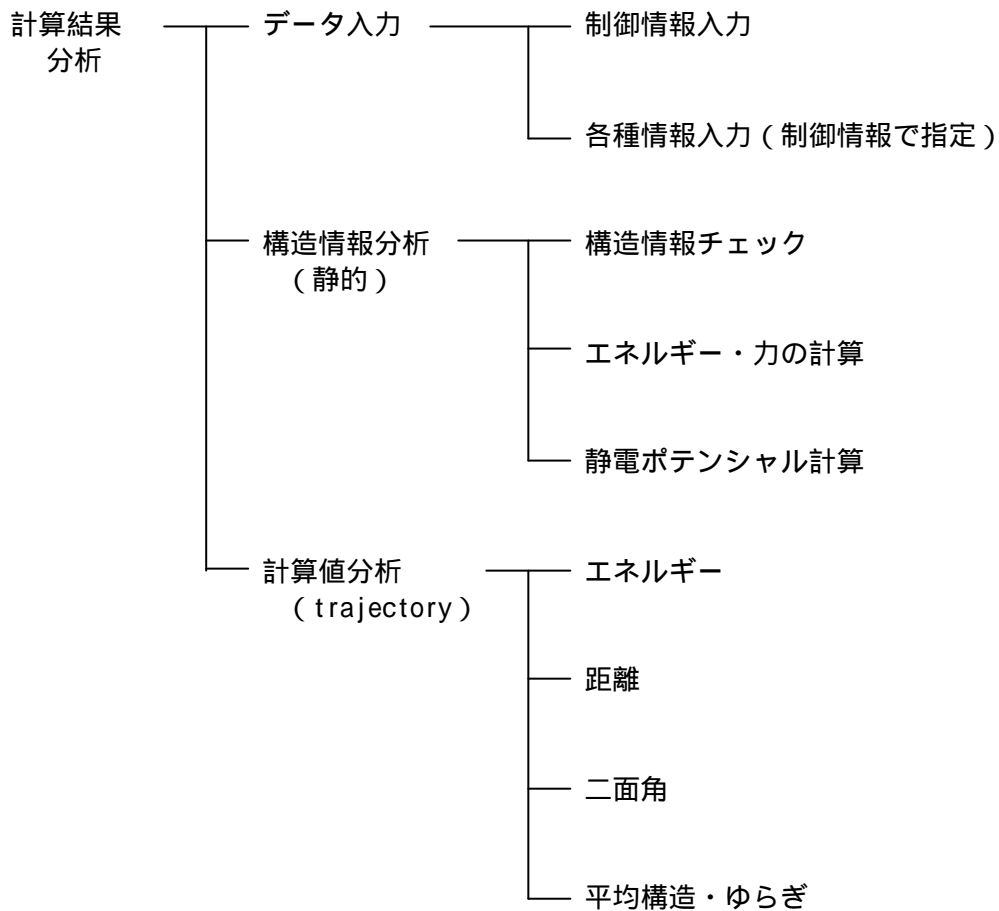 計算結果
分析
データ入力
制御情報入力
各種情報入力(制御情報で指定)
構造情報分析
(静的)
構造情報チェック
エネルギー・力の計算
静電ポテンシャル計算
計算値分析
(trajectory)
エネルギー
距離
二面角
平均構造・ゆらぎ